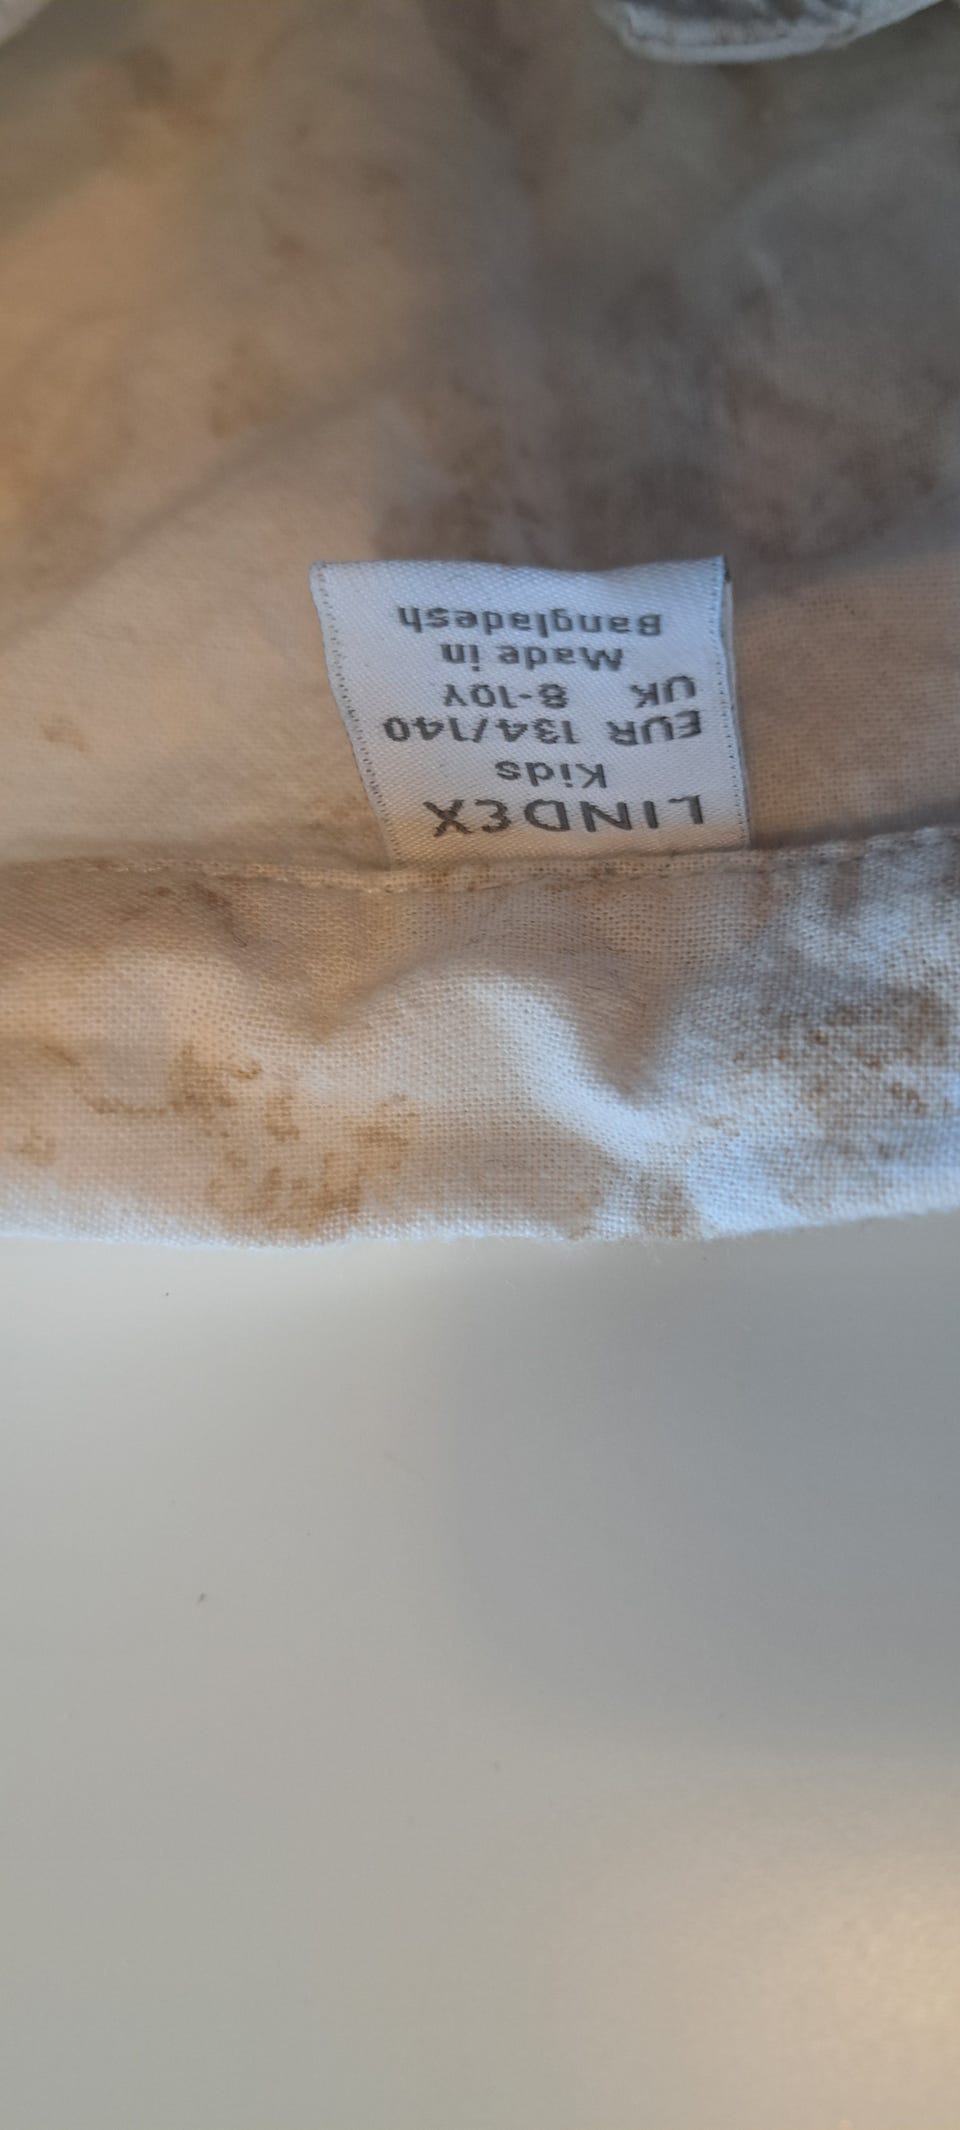 LINDEX
Kids
EUR 134/140
UK 8-10Y
Made in
Bangladesh